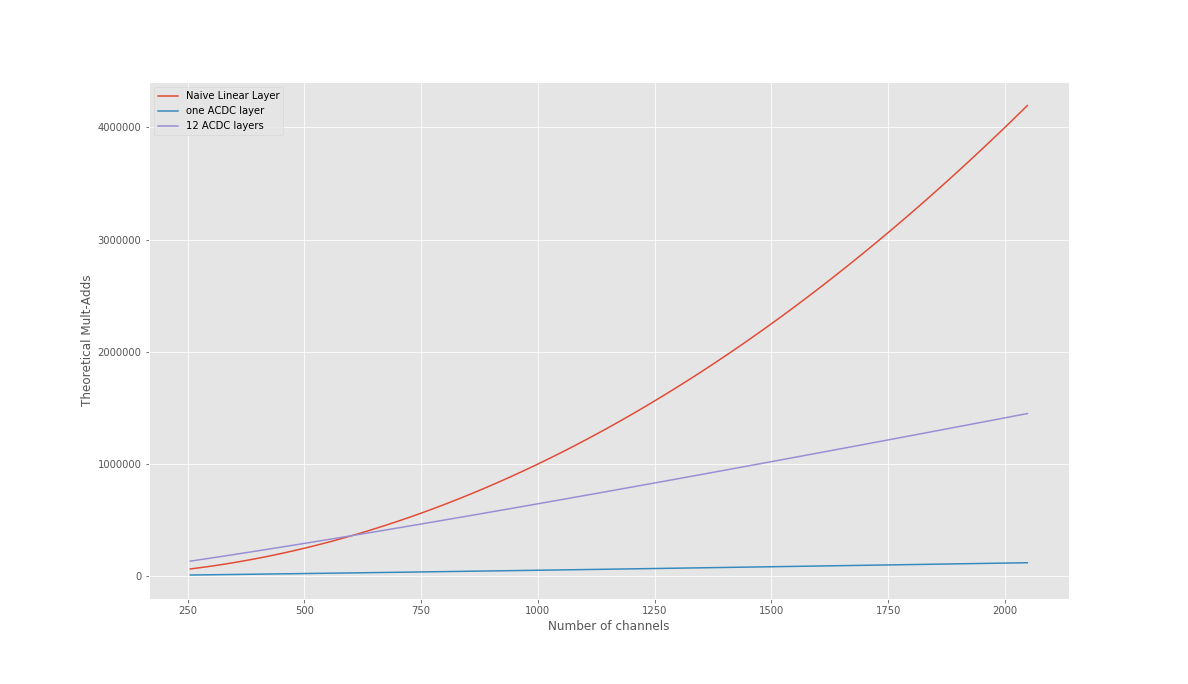 Naive Linear Layer
one ACDC layer
12 ACDC layers
4000000
3000000
2000000
1000000
0
Theoretical Mult-Adds
250 500 750 1000 1250 1500 1750 2000
Number of channels